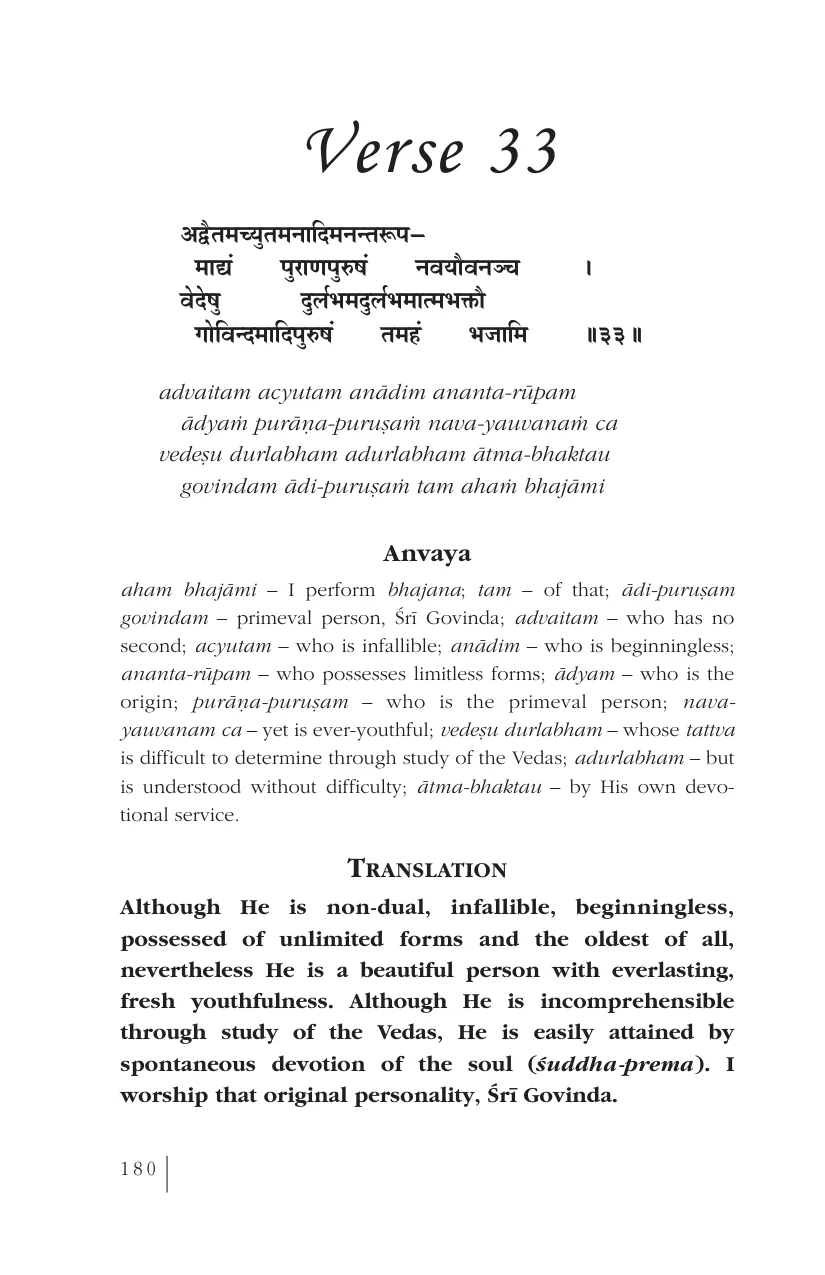 Verse 33
अद्वैतमच्युतमनादिमनन्तरूप–
माद्यं पुराणपुरुषं नवयौवनञ्च ।
वेदेषु दुर्लभमदुर्लभमात्मभक्तौ
गोविन्दमादिपुरुषं तमहं भजामि ॥३३॥
advaitam acyutam anādim ananta-rūpam
ādyaṁ purāṇa-puruṣaṁ nava-yauvanaṁ ca
vedeṣu durlabham adurlabham ātma-bhaktau
govindam ādi-puruṣaṁ tam ahaṁ bhajāmi
Anvaya
aham bhajāmi – I perform bhajana; tam – of that; ādi-puruṣam
govindam – primeval person, Śrī Govinda; advaitam – who has no
second; acyutam – who is infallible; anādim – who is beginningless;
ananta-rūpam – who possesses limitless forms; ādyam – who is the
origin; purāṇa-puruṣam – who is the primeval person; nava-
yauvanam ca – yet is ever-youthful; vedeṣu durlabham – whose tattva
is difficult to determine through study of the Vedas; adurlabham – but
is understood without difficulty; ātma-bhaktau – by His own devo-
tional service.
TRANSLATION
Although He is non-dual, infallible, beginningless,
possessed of unlimited forms and the oldest of all,
nevertheless He is a beautiful person with everlasting,
fresh youthfulness. Although He is incomprehensible
through study of the Vedas, He is easily attained by
spontaneous devotion of the soul (śuddha-prema). I
worship that original personality, Śrī Govinda.
180